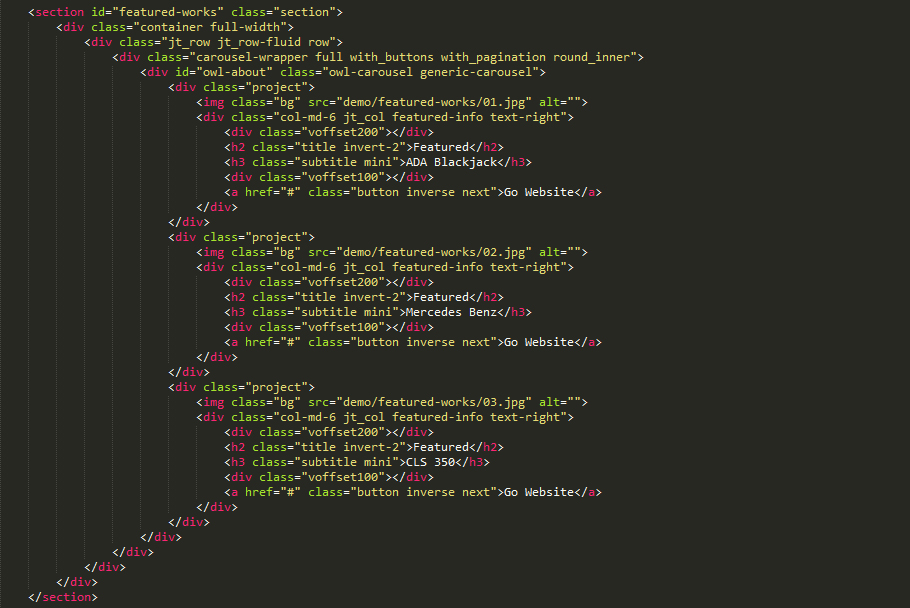 <section id="featured-works" class="section">
<div class="container full-width">
<div class="jt_row jt_row-fluid row">
<div class="carousel-wrapper full with_buttons with_pagination round_inner">
<div id="owl-about" class="owl-carousel generic-carousel">
<div class="project">
<img class="bg" src="demo/featured-works/01.jpg" alt="">
<div class="col-md-6 jt_col featured-info text-right">
<div class="voffset200"></div>
<h2 class="title invert-2">Featured</h2>
<h3 class="subtitle mini">ADA Blackjack</h3>
<div class="voffset100"></div>
<a href="#" class="button inverse next">Go Website</a>
</div>
</div>
<div class="project">
<img class="bg" src="demo/featured-works/02.jpg" alt="">
<div class="col-md-6 jt_col featured-info text-right">
<div class="voffset200"></div>
<h2 class="title invert-2">Featured</h2>
<h3 class="subtitle mini">Mercedes Benz</h3>
<div class="voffset100"></div>
<a href="#" class="button inverse next">Go Website</a>
</div>
</div>
<div class="project">
<img class="bg" src="demo/featured-works/03.jpg" alt="">
<div class="col-md-6 jt_col featured-info text-right">
<div class="voffset200"></div>
<h2 class="title invert-2">Featured</h2>
<h3 class="subtitle mini">CLS 350</h3>
<div class="voffset100"></div>
<a href="#" class="button inverse next">Go Website</a>
</div>
</div>
</div>
</div>
</div>
</div>
</section>